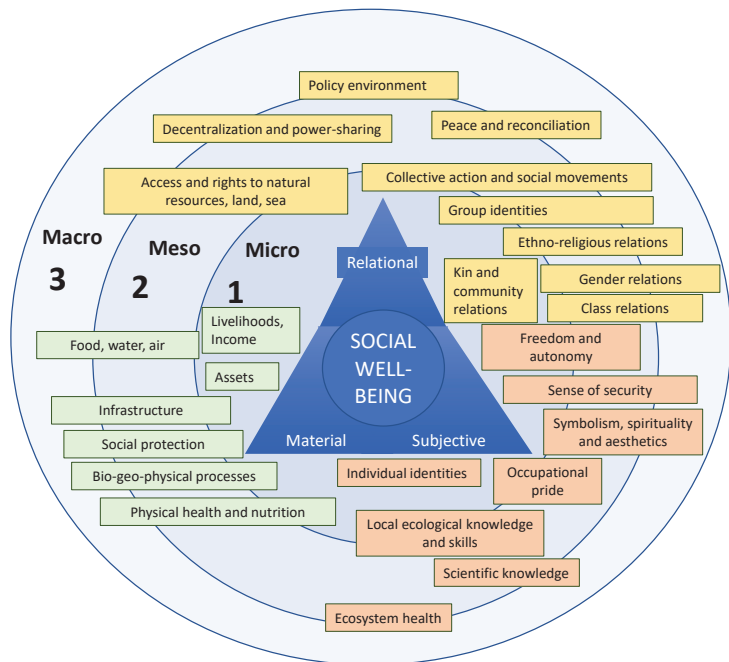 Policy environment
Decentralization and power-sharing
Peace and reconciliation
Access and rights to natural
resources, land, sea
Collective action and social movements
Group identities
Ethno-religious relations
Macro
3
Meso
2
Micro
1
Relational
Kin and
community
relations
Gender relations
Class relations
Livelihoods,
Income
Food, water, air
Assets
SOCIAL
WELL-
BEING
Freedom and
autonomy
Sense of security
Infrastructure
Social protection
Symbolism, spirituality
and aesthetics
Material
Subjective
Bio-geo-physical processes
Individual identities
Occupational
pride
Physical health and nutrition
Local ecological knowledge
and skills
Scientific knowledge
Ecosystem health